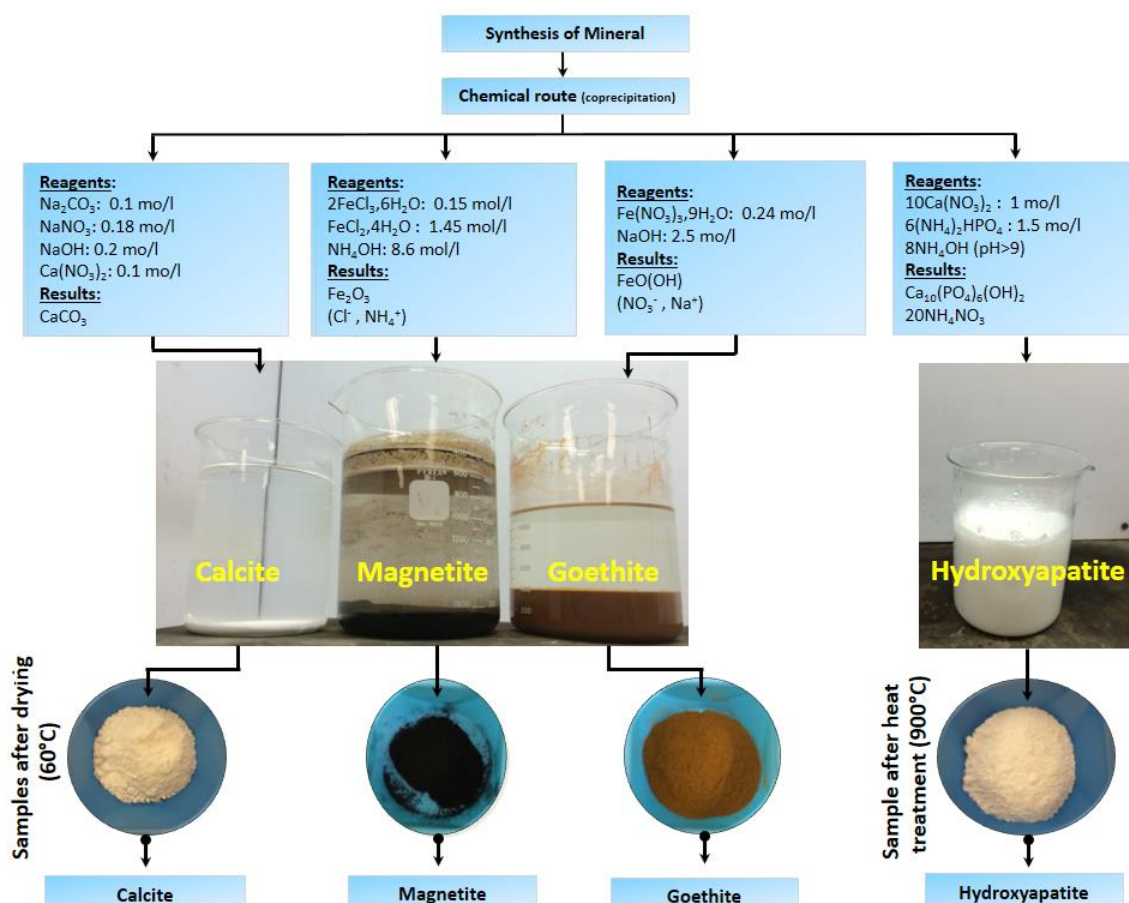 Synthesis of Mineral
Chemical route (coprecipitation)
Reagents:
Na₂CO₃: 0.1 mo/l
NaNO₃: 0.18 mo/l
NaOH: 0.2 mo/l
Ca(NO₃)₂: 0.1 mo/l
Results:
CaCO₃
Reagents:
2FeCl₃,6H₂O: 0.15 mol/l
FeCl₂,4H₂O : 1.45 mol/l
NH₄OH: 8.6 mol/l
Results:
Fe₂O₃
(Cl⁻ , NH₄⁺)
Reagents:
Fe(NO₃)₃,9H₂O: 0.24 mo/l
NaOH: 2.5 mo/l
Results:
FeO(OH)
(NO₃⁻ , Na⁺)
Reagents:
10Ca(NO₃)₂ : 1 mo/l
6(NH₄)₂HPO₄ : 1.5 mo/l
8NH₄OH (pH>9)
Results:
Ca₁₀(PO₄)₆(OH)₂
20NH₄NO₃
Calcite
Magnetite
Goethite
Hydroxyapatite
Samples after drying
(60°C)
Sample after heat
treatment (900°C)
Calcite
Magnetite
Goethite
Hydroxyapatite